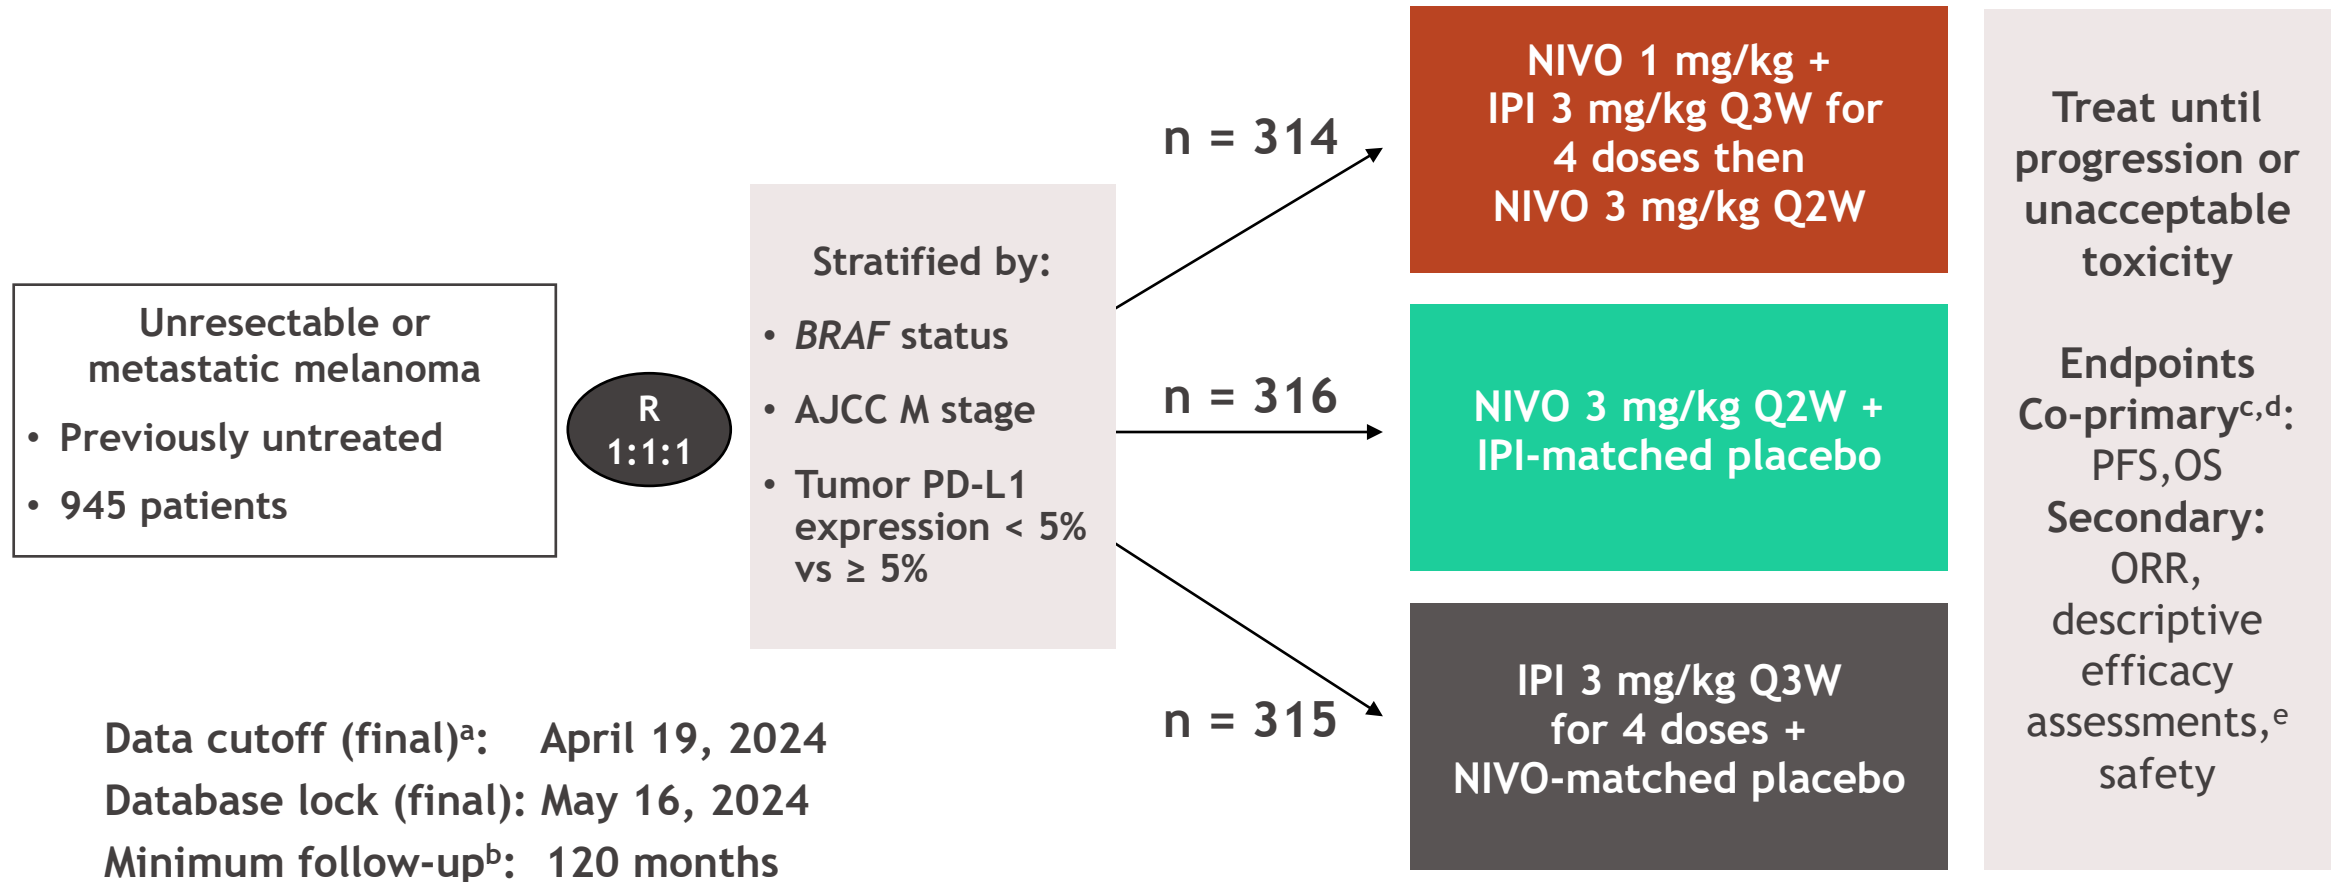 Unresectable or
metastatic melanoma
• Previously untreated
• 945 patients
R
1:1:1
Stratified by:
• BRAF status
• AJCC M stage
• Tumor PD-L1
expression < 5%
vs ≥ 5%
n = 314
n = 316
n = 315
NIVO 1 mg/kg +
IPI 3 mg/kg Q3W for
4 doses then
NIVO 3 mg/kg Q2W
NIVO 3 mg/kg Q2W +
IPI-matched placebo
IPI 3 mg/kg Q3W
for 4 doses +
NIVO-matched placebo
Treat until
progression or
unacceptable
toxicity
Endpoints
Co-primaryᶜ,ᵈ:
PFS,OS
Secondary:
ORR,
descriptive
efficacy
assessments,ᵉ
safety
Data cutoff (final)ᵃ: April 19, 2024
Database lock (final): May 16, 2024
Minimum follow-upᵇ: 120 months